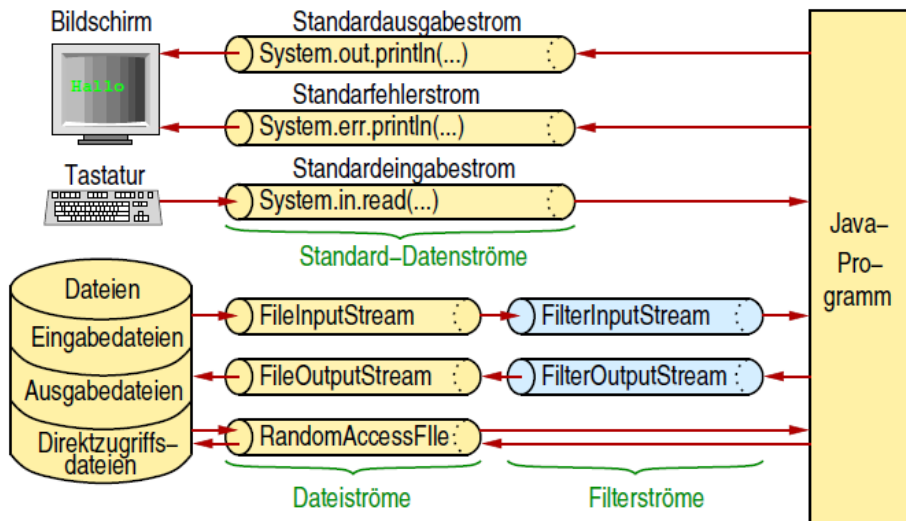 Bildschirm
Hallo
Standardausgabestrom
System.out.println(...)
Standarfehlerstrom
System.err.println(...)
Tastatur
Standardeingabestrom
System.in.read(...)
Standard–Datenströme
Java–
Pro–
gramm
Dateien
Eingabedateien
Ausgabedateien
Direktzugriffs–
dateien
FileInputStream
FilterInputStream
FileOutputStream
FilterOutputStream
RandomAccessFIle
Dateiströme
Filterströme